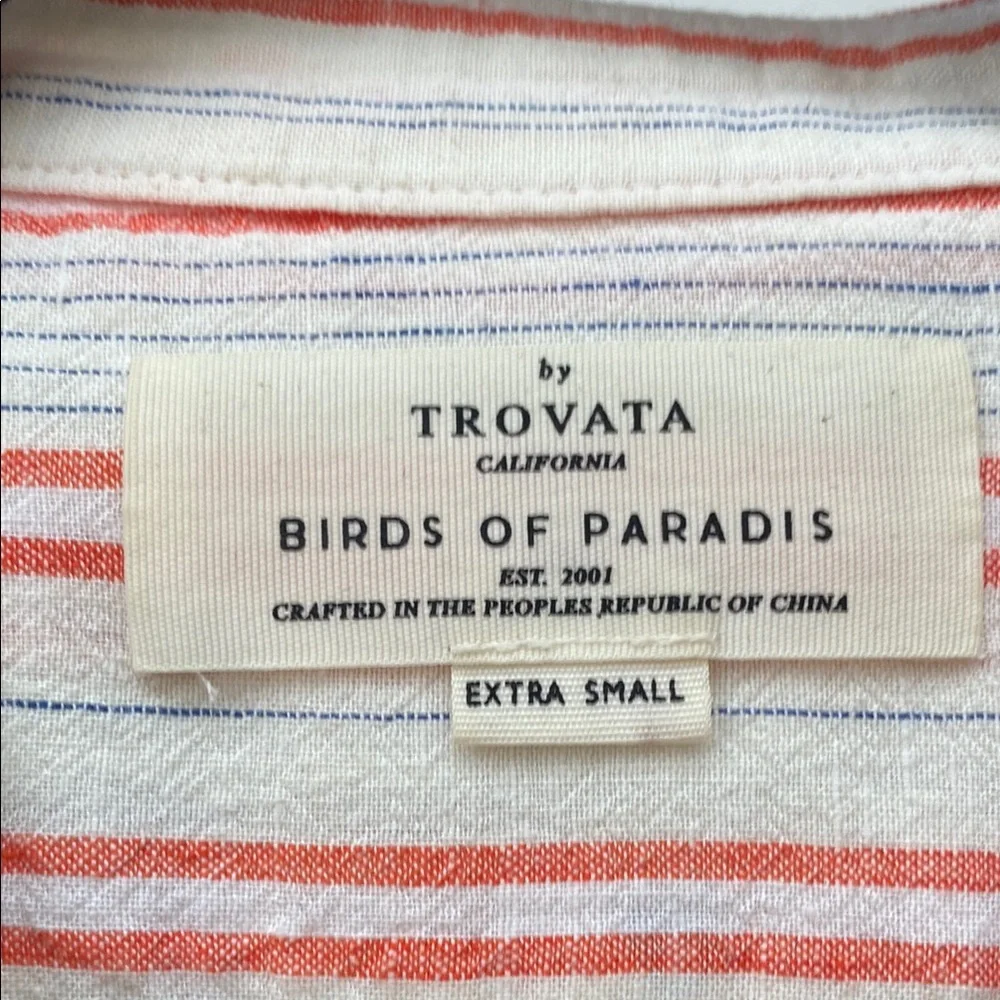 by
TROVATA
CALIFORNIA
BIRDS OF PARADIS
EST. 2001
CRAFTED IN THE PEOPLES REPUBLIC OF CHINA
EXTRA SMALL